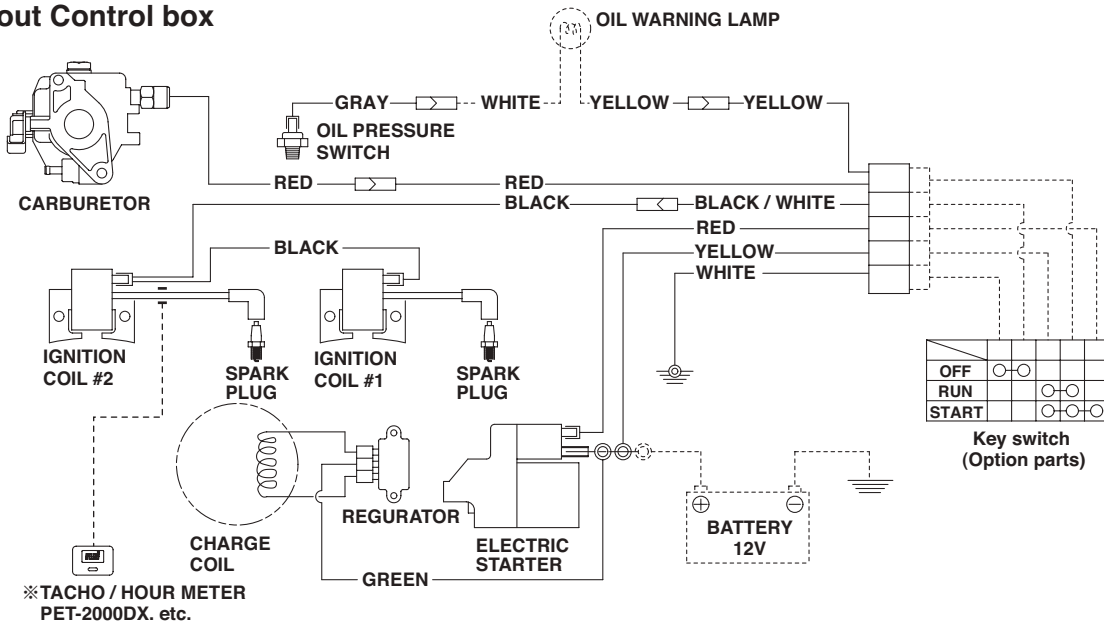 out Control box
OIL WARNING LAMP
GRAY
WHITE
YELLOW
YELLOW
OIL PRESSURE
SWITCH
CARBURETOR
RED
RED
BLACK
BLACK / WHITE
RED
BLACK
YELLOW
WHITE
IGNITION
COIL #2
SPARK
PLUG
IGNITION
COIL #1
SPARK
PLUG
OFF
RUN
START
Key switch
(Option parts)
REGURATOR
CHARGE
COIL
ELECTRIC
STARTER
BATTERY
12V
GREEN
※TACHO / HOUR METER
PET-2000DX. etc.